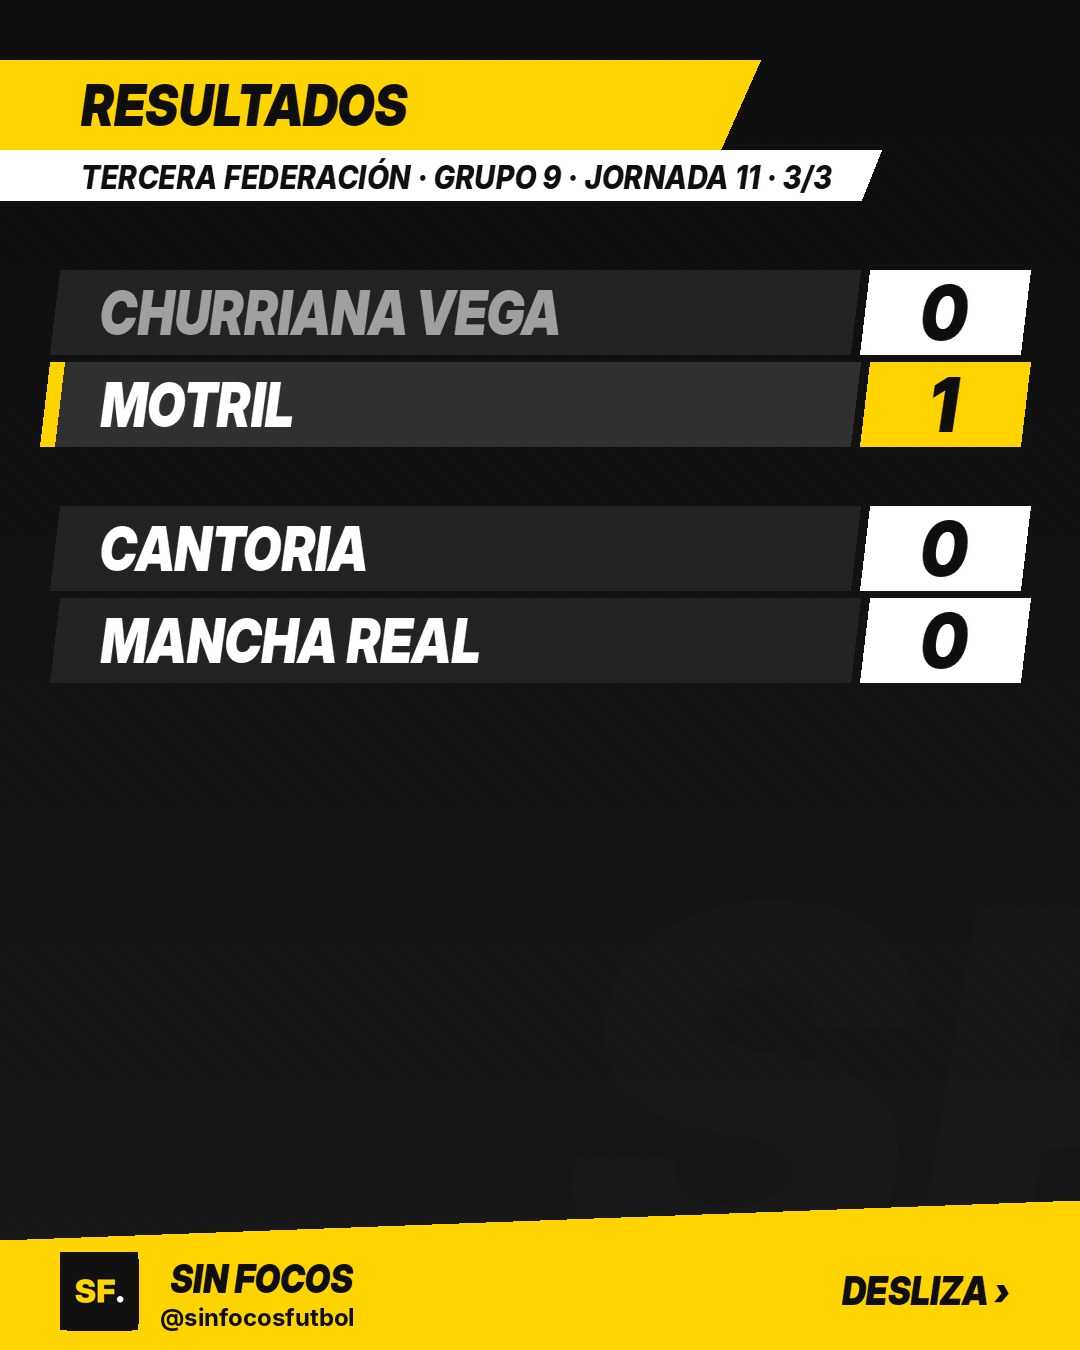 RESULTADOS
TERCERA FEDERACIÓN · GRUPO 9 · JORNADA 11 · 3/3
CHURRIANA VEGA 0
MOTRIL 1
CANTORIA 0
MANCHA REAL 0
SF
SF. SIN FOCOS
@sinfocosfutbol
DESLIZA ›